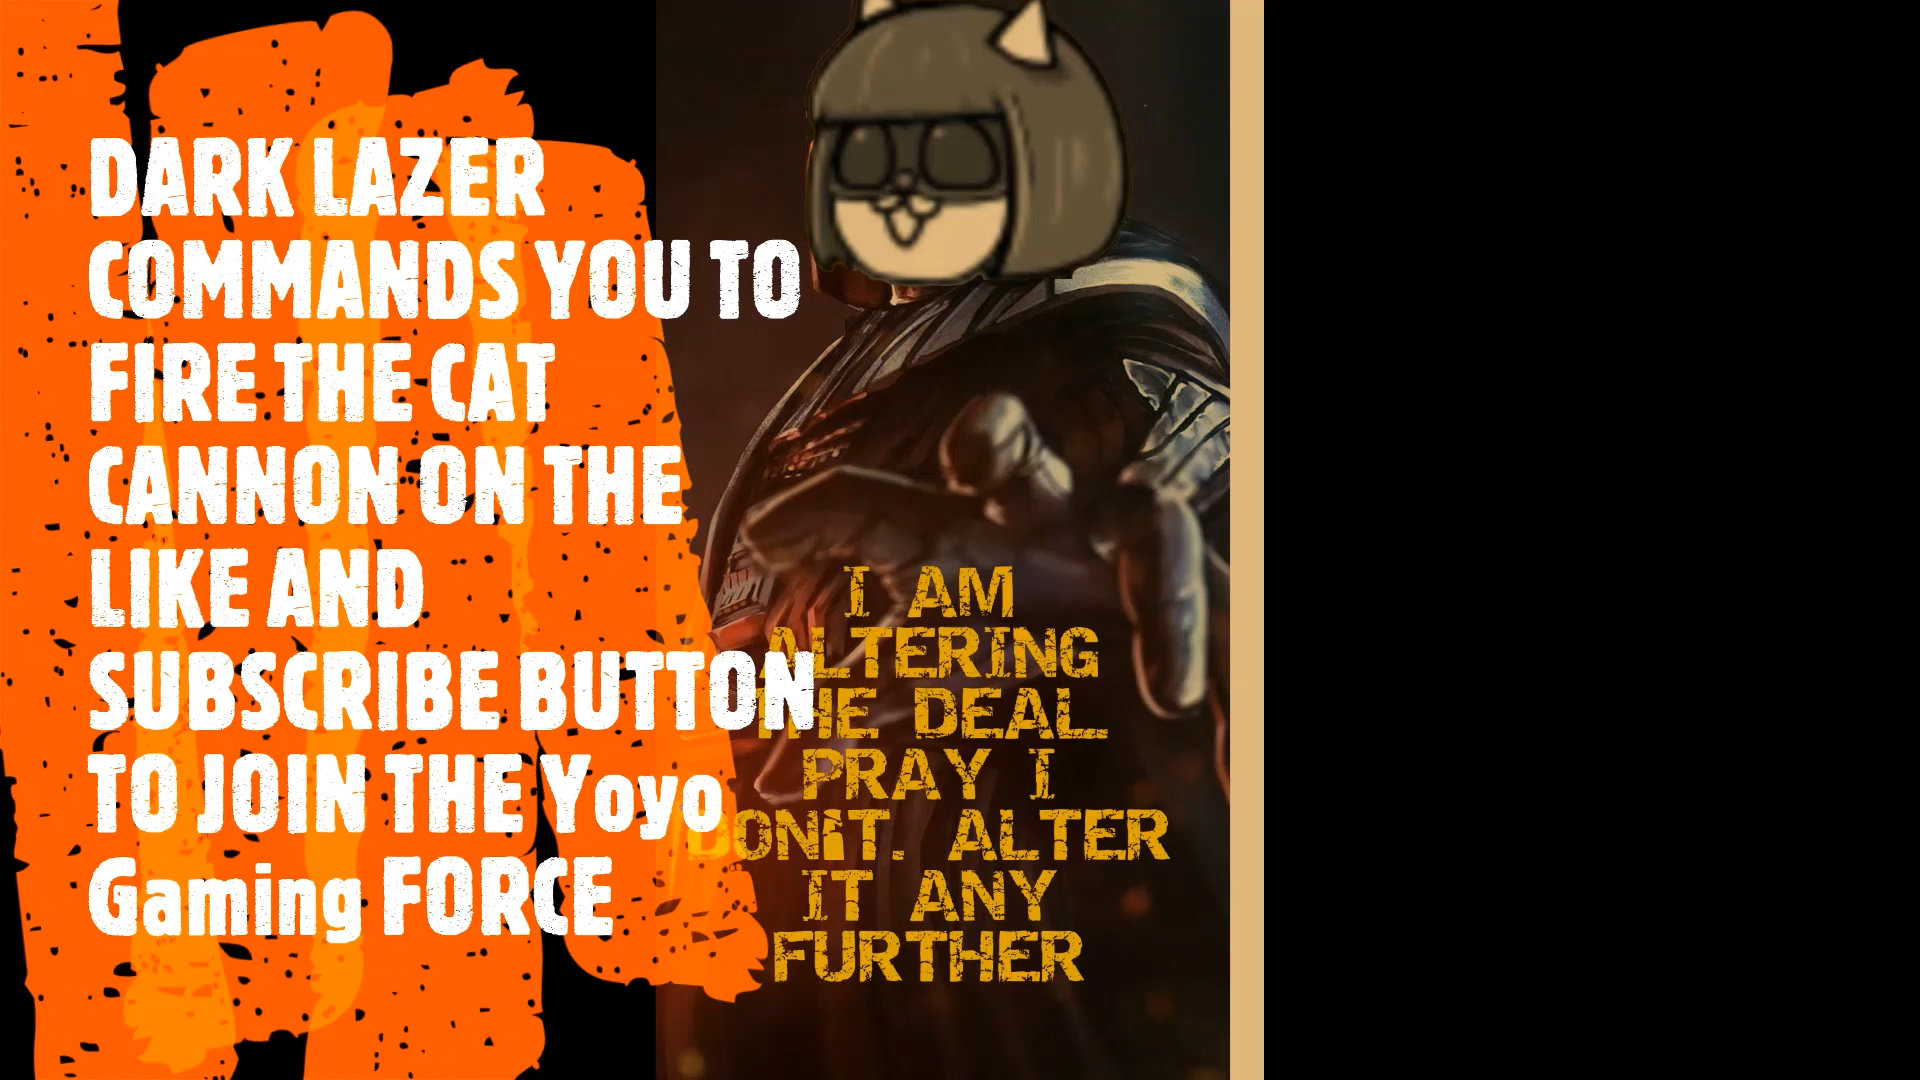 DARK LAZER
COMMANDS YOU TO
FIRE THE CAT
CANNON ON THE
LIKE AND
SUBSCRIBE BUTTON
TO JOIN THE Yoyo
Gaming FORCE
I AM
ALTERING
THE DEAL.
PRAY I
DON'T. ALTER
IT ANY
FURTHER